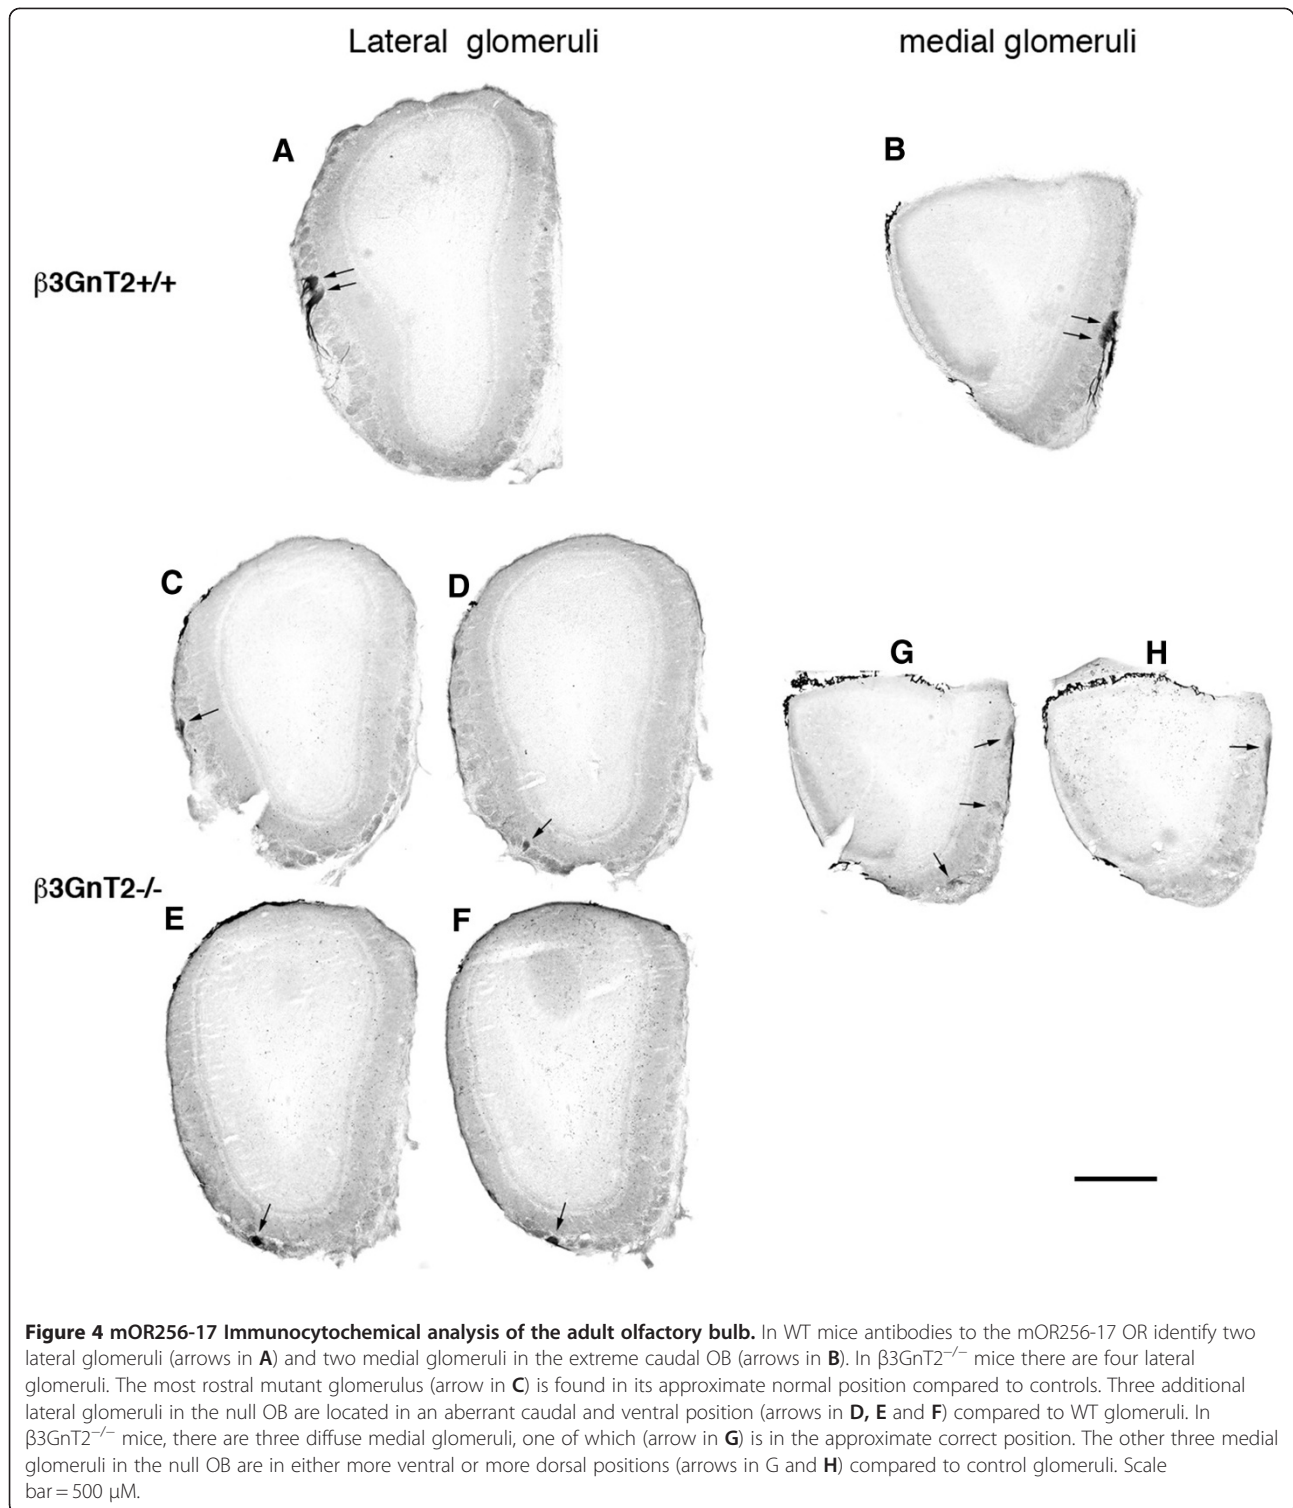 Lateral glomeruli
medial glomeruli
A
B
β3GnT2+/+
C
D
G
H
β3GnT2-/-
E
F
Figure 4 mOR256-17 Immunocytochemical analysis of the adult olfactory bulb. In WT mice antibodies to the mOR256-17 OR identify two
lateral glomeruli (arrows in A) and two medial glomeruli in the extreme caudal OB (arrows in B). In β3GnT2−/− mice there are four lateral
glomeruli. The most rostral mutant glomerulus (arrow in C) is found in its approximate normal position compared to controls. Three additional
lateral glomeruli in the null OB are located in an aberrant caudal and ventral position (arrows in D, E and F) compared to WT glomeruli. In
β3GnT2−/− mice, there are three diffuse medial glomeruli, one of which (arrow in G) is in the approximate correct position. The other three medial
glomeruli in the null OB are in either more ventral or more dorsal positions (arrows in G and H) compared to control glomeruli. Scale
bar = 500 μM.